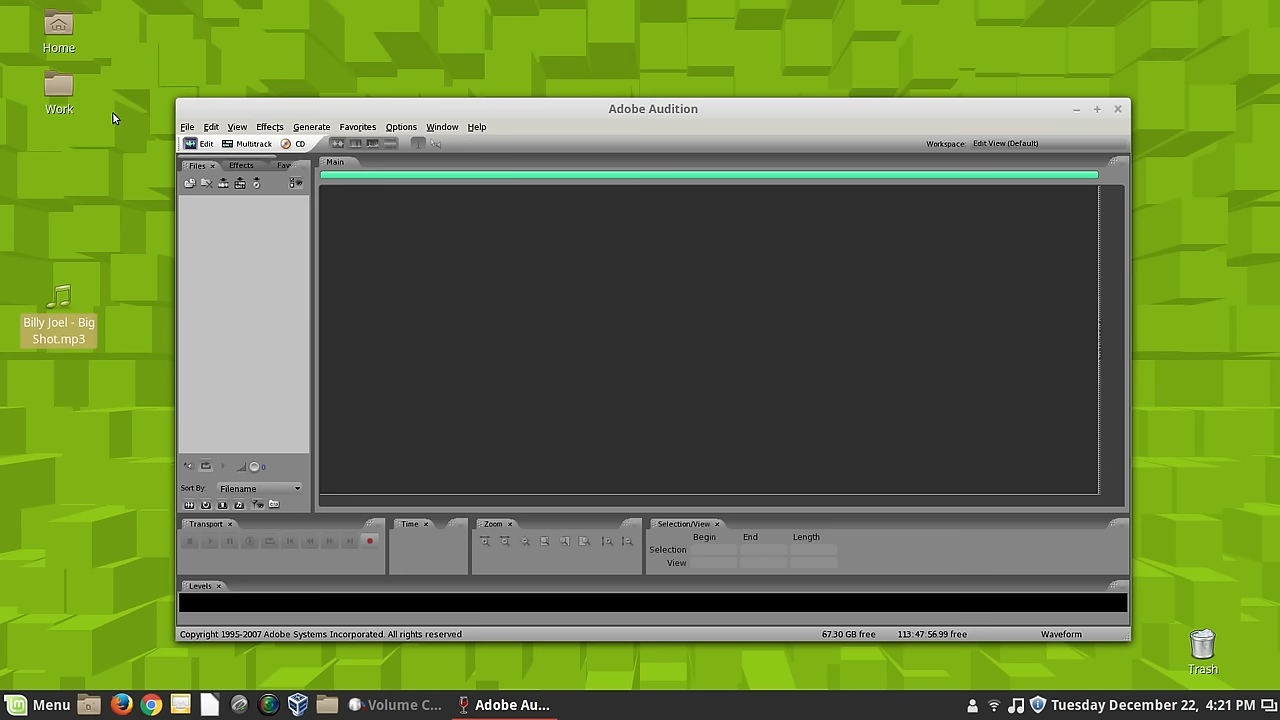 Home
Work
Billy Joel - Big
Shot.mp3
Adobe Audition
File Edit View Effects Generate Favorites Options Window Help
Edit Multitrack CD Workspace: Edit View (Default)
Files Effects Fav
Main
Sort By: Filename
Transport Time Zoom Selection/View
Begin End Length
Selection
View
Levels
Copyright 1995-2007 Adobe Systems Incorporated. All rights reserved 67.30 GB free 113:47:56.99 free Waveform
Trash
Menu Volume C... Adobe Au... Tuesday December 22, 4:21 PM